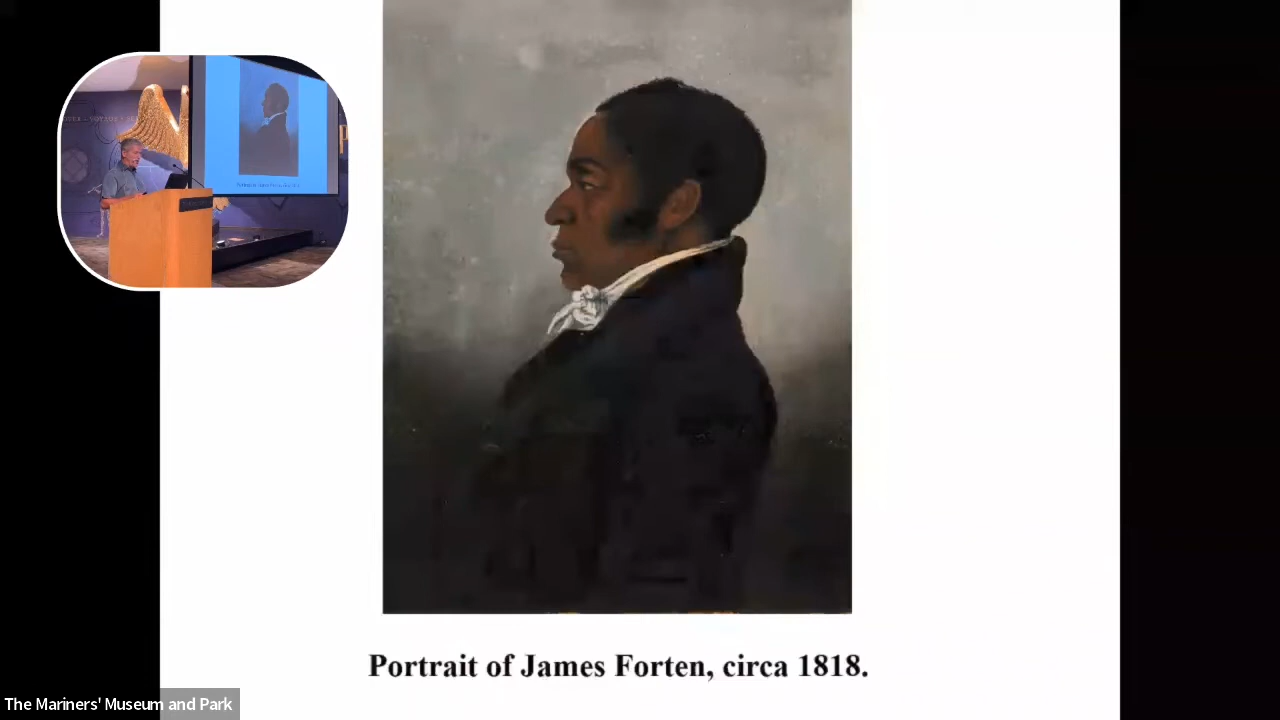 Portrait of James Forten, circa 1818.
The Mariners' Museum and Park